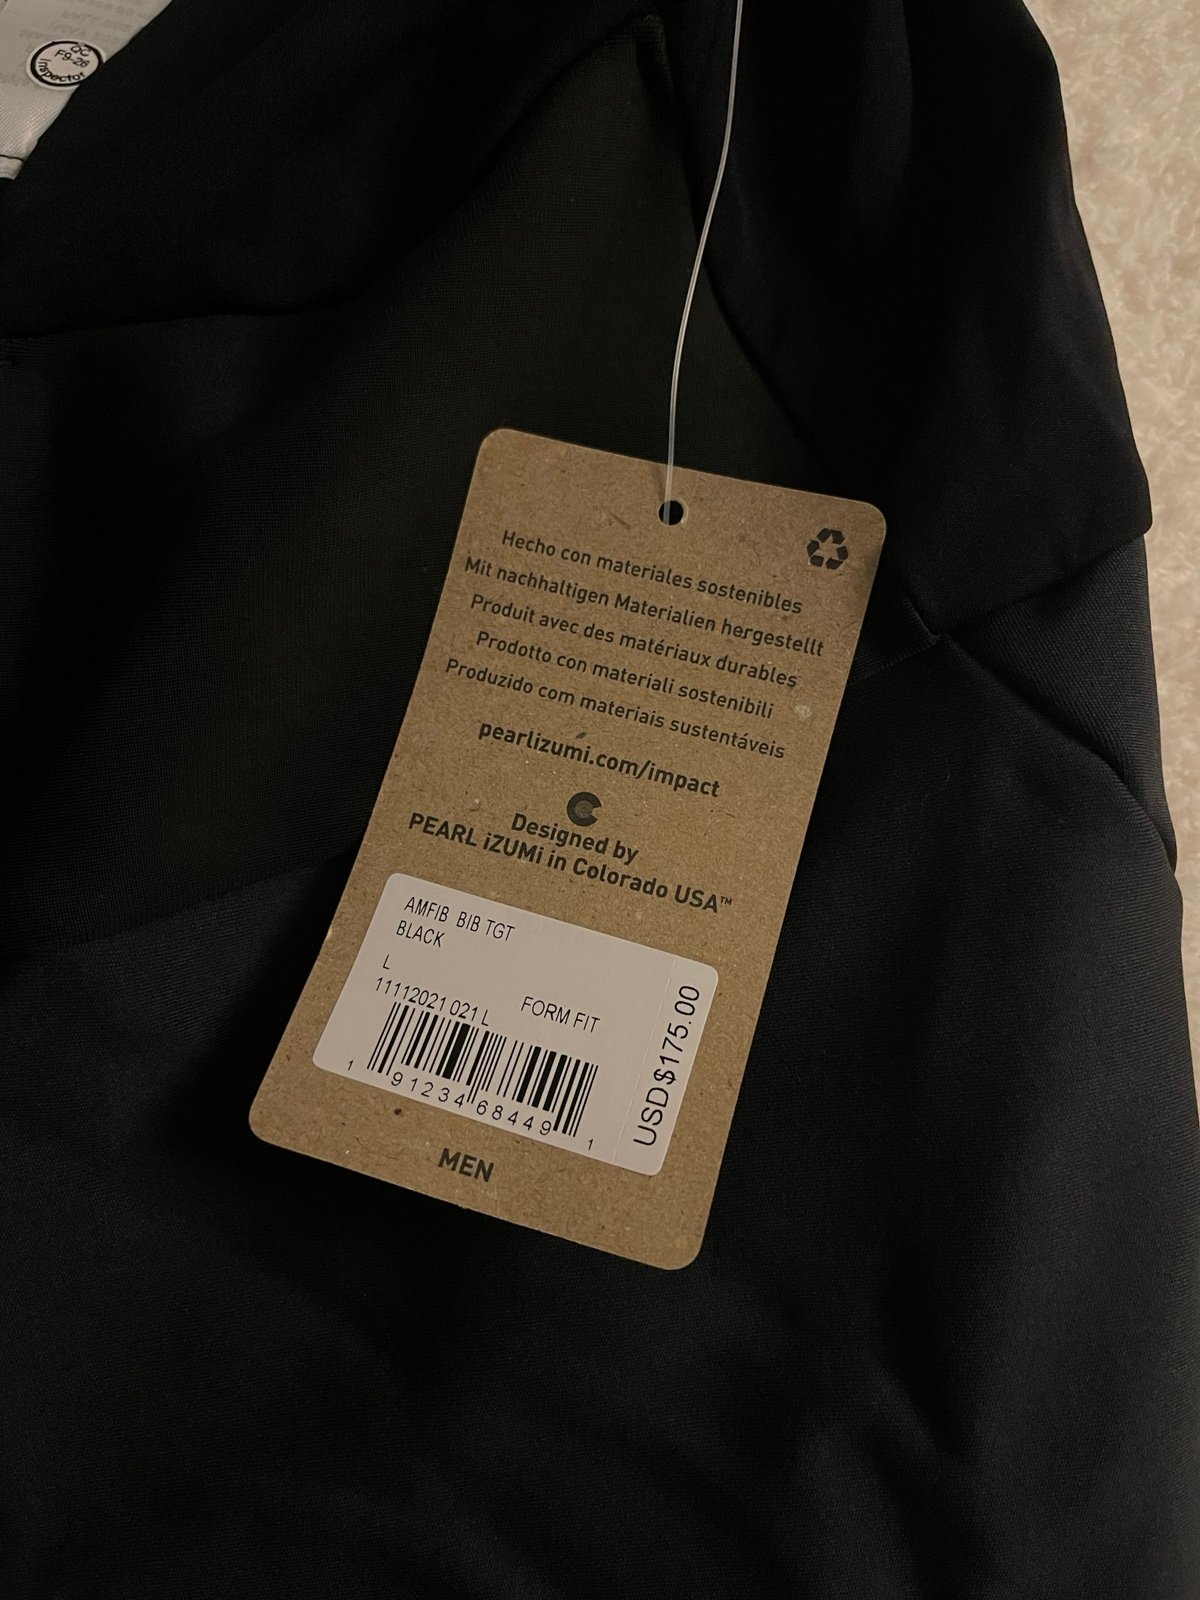 QC
F9-26
Inspector
Hecho con materiales sostenibles
Mit nachhaltigen Materialien hergestellt
Produit avec des matériaux durables
Prodotto con materiali sostenibili
Produzido com materiais sustentáveis
pearlizumi.com/impact
Designed by
PEARL iZUMi in Colorado USA™
AMFIB BIB TGT
BLACK
L
11112021 021 L FORM FIT
1 91234 68449 1
USD$175.00
MEN